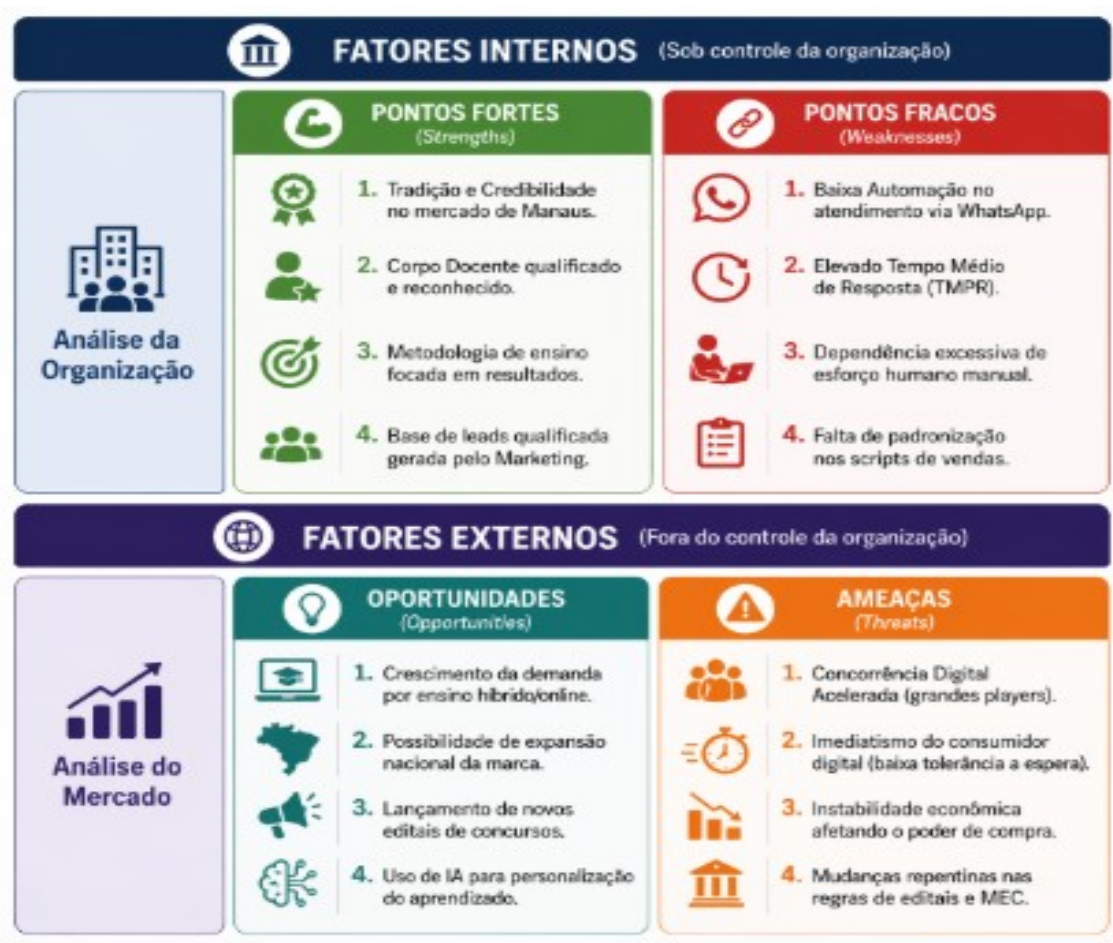 FATORES INTERNOS (Sob controle da organização)
Análise da
Organização
PONTOS FORTES
(Strengths)
1. Tradição e Credibilidade
no mercado de Manaus.
2. Corpo Docente qualificado
e reconhecido.
3. Metodologia de ensino
focada em resultados.
4. Base de leads qualificada
gerada pelo Marketing.
PONTOS FRACOS
(Weaknesses)
1. Baixa Automação no
atendimento via WhatsApp.
2. Elevado Tempo Médio
de Resposta (TMPR).
3. Dependência excessiva de
esforço humano manual.
4. Falta de padronização
nos scripts de vendas.
FATORES EXTERNOS (Fora do controle da organização)
Análise do
Mercado
OPORTUNIDADES
(Opportunities)
1. Crescimento da demanda
por ensino híbrido/online.
2. Possibilidade de expansão
nacional da marca.
3. Lançamento de novos
editais de concursos.
4. Uso de IA para personalização
do aprendizado.
AMEAÇAS
(Threats)
1. Concorrência Digital
Acelerada (grandes players).
2. Imediatismo do consumidor
digital (baixa tolerância a espera).
3. Instabilidade econômica
afetando o poder de compra.
4. Mudanças repentinas nas
regras de editais e MEC.